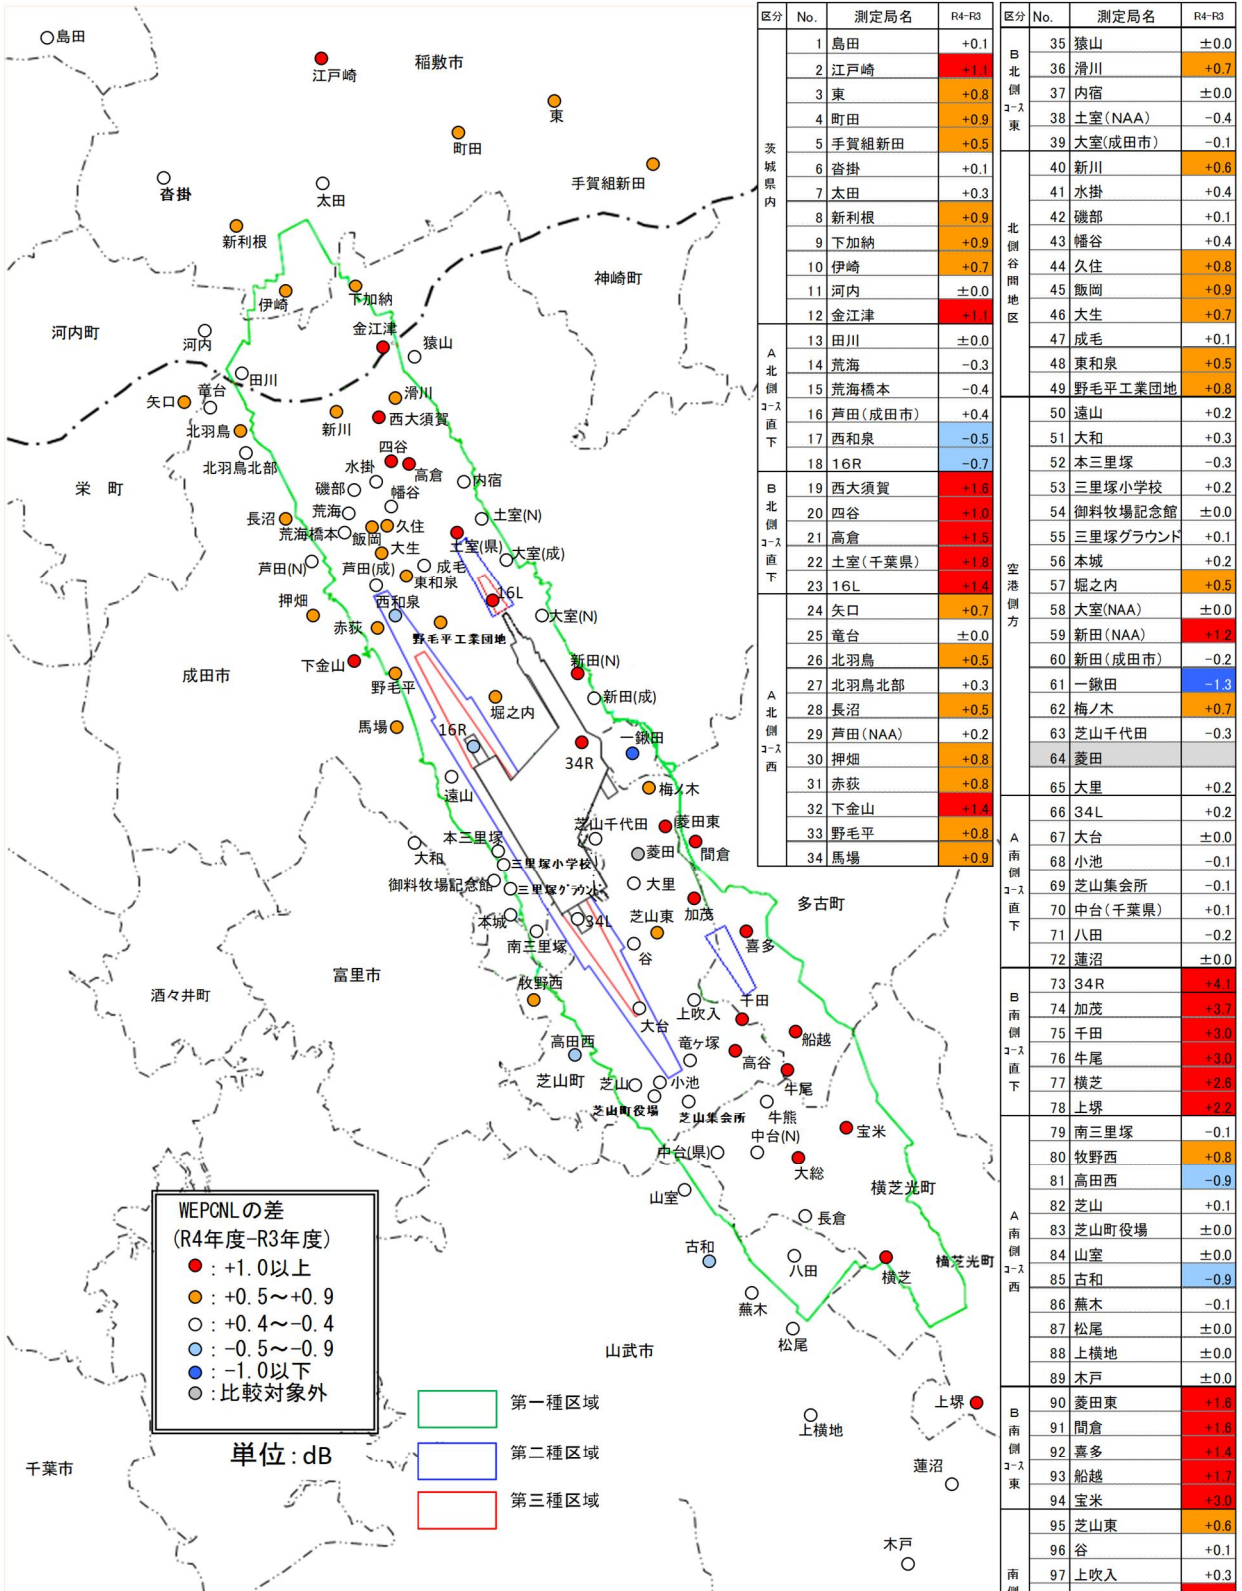 島田
江戸崎
稲敷市
東
町田
手賀組新田
沓掛
太田
新利根
伊崎
下加納
神崎町
河内町
河内
金江津
猿山
田川
竜台
矢口
滑川
新川
西大須賀
北羽鳥
北羽鳥北部
四谷
高倉
水掛
内宿
栄 町
磯部
幡谷
長沼
荒海
土室(N)
荒海橋本
飯岡
久住
土室(県)
大生
大室(成)
芦田(N)
芦田(成)
成毛
東和泉
16L
押畑
西和泉
大室(N)
赤荻
野毛平工業団地
成田市
下金山
野毛平
新田(N)
堀之内
新田(成)
馬場
16R
一鍬田
34R
遠山
梅ノ木
芝山千代田
菱田東
大和
本三里塚
菱田
間倉
三里塚小学校
御料牧場記念館
三里塚グラウンド
大里
多古町
本城
34L
芝山東
加茂
南三里塚
谷
喜多
富里市
酒々井町
牧野西
大台
上吹入
千田
船越
高田西
竜ヶ塚
高谷
芝山町
芝山
小池
牛尾
芝山町役場
芝山集会所
牛熊
宝米
中台(県)
中台(N)
大総
山室
横芝光町
長倉
古和
八田
横芝
横芝光町
蕪木
松尾
山武市
上堺
上横地
蓮沼
木戸
千葉市
WEPCNLの差
(R4年度-R3年度)
：+1.0以上
：+0.5～+0.9
：+0.4～-0.4
：-0.5～-0.9
：-1.0以下
：比較対象外
単位：dB
第一種区域
第二種区域
第三種区域
区分 No. 測定局名 R4-R3
茨城県内
1 島田 +0.1
2 江戸崎 +1.1
3 東 +0.8
4 町田 +0.9
5 手賀組新田 +0.5
6 沓掛 +0.1
7 太田 +0.3
8 新利根 +0.9
9 下加納 +0.9
10 伊崎 +0.7
11 河内 ±0.0
12 金江津 +1.1
A北側コース直下
13 田川 ±0.0
14 荒海 -0.3
15 荒海橋本 -0.4
16 芦田(成田市) +0.4
17 西和泉 -0.5
18 16R -0.7
B北側コース直下
19 西大須賀 +1.6
20 四谷 +1.0
21 高倉 +1.5
22 土室(千葉県) +1.8
23 16L +1.4
A北側コース西
24 矢口 +0.7
25 竜台 ±0.0
26 北羽鳥 +0.5
27 北羽鳥北部 +0.3
28 長沼 +0.5
29 芦田(NAA) +0.2
30 押畑 +0.8
31 赤荻 +0.8
32 下金山 +1.4
33 野毛平 +0.8
34 馬場 +0.9
区分 No. 測定局名 R4-R3
B北側コース東
35 猿山 ±0.0
36 滑川 +0.7
37 内宿 ±0.0
38 土室(NAA) -0.4
39 大室(成田市) -0.1
北側谷間地区
40 新川 +0.6
41 水掛 +0.4
42 磯部 +0.1
43 幡谷 +0.4
44 久住 +0.8
45 飯岡 +0.9
46 大生 +0.7
47 成毛 +0.1
48 東和泉 +0.5
49 野毛平工業団地 +0.8
空港側方
50 遠山 +0.2
51 大和 +0.3
52 本三里塚 -0.3
53 三里塚小学校 +0.2
54 御料牧場記念館 ±0.0
55 三里塚グラウンド +0.1
56 本城 +0.2
57 堀之内 +0.5
58 大室(NAA) ±0.0
59 新田(NAA) +1.2
60 新田(成田市) -0.2
61 一鍬田 -1.3
62 梅ノ木 +0.7
63 芝山千代田 -0.3
64 菱田
65 大里 +0.2
A南側コース直下
66 34L +0.2
67 大台 ±0.0
68 小池 -0.1
69 芝山集会所 -0.1
70 中台(千葉県) +0.1
71 八田 -0.2
72 蓮沼 ±0.0
B南側コース直下
73 34R +4.1
74 加茂 +3.7
75 千田 +3.0
76 牛尾 +3.0
77 横芝 +2.6
78 上堺 +2.2
A南側コース西
79 南三里塚 -0.1
80 牧野西 +0.8
81 高田西 -0.9
82 芝山 +0.1
83 芝山町役場 ±0.0
84 山室 ±0.0
85 古和 -0.9
86 蕪木 -0.1
87 松尾 ±0.0
88 上横地 ±0.0
89 木戸 ±0.0
B南側コース東
90 菱田東 +1.6
91 間倉 +1.6
92 喜多 +1.4
93 船越 +1.7
94 宝米 +3.0
南側
95 芝山東 +0.6
96 谷 +0.1
97 上吹入 +0.3